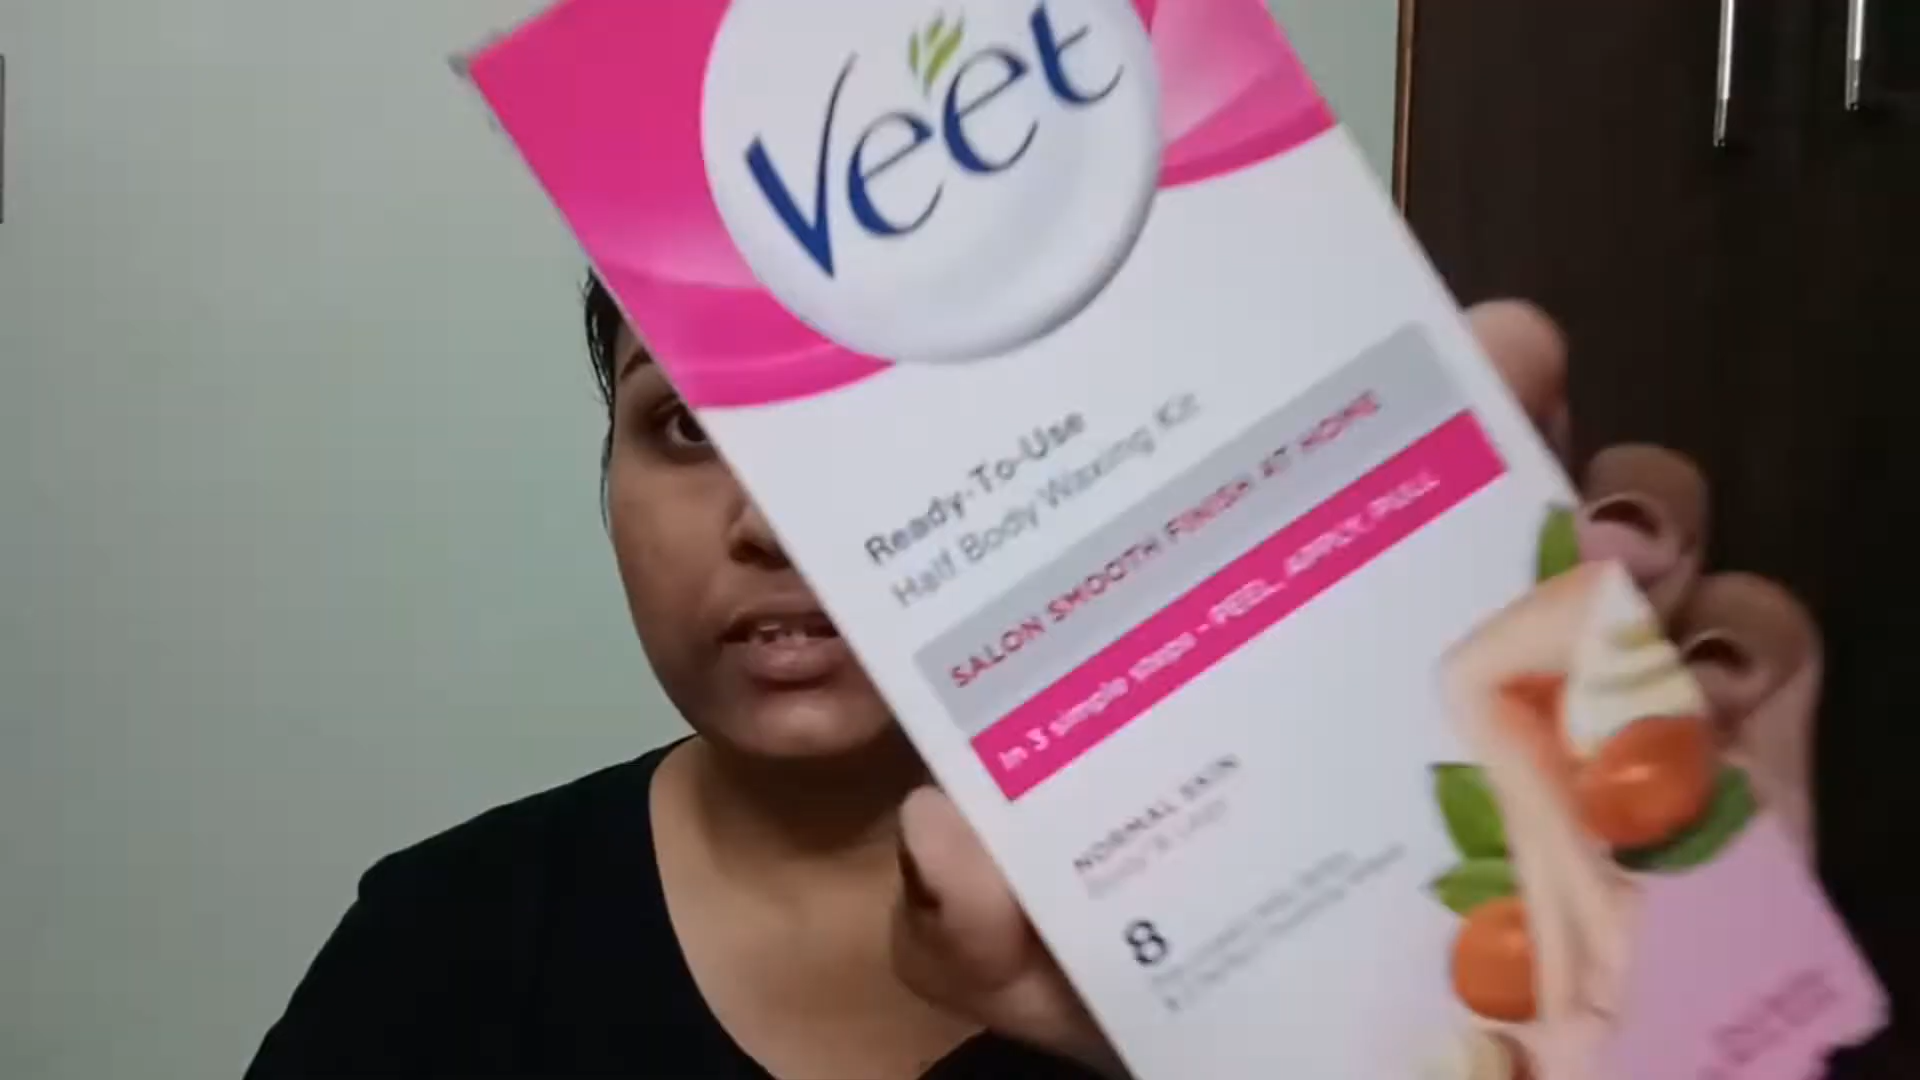 Veet
Ready-To-Use
Half Body Waxing Kit
SALON SMOOTH FINISH AT HOME
In 3 simple steps - PEEL, APPLY, PULL
NORMAL SKIN
8